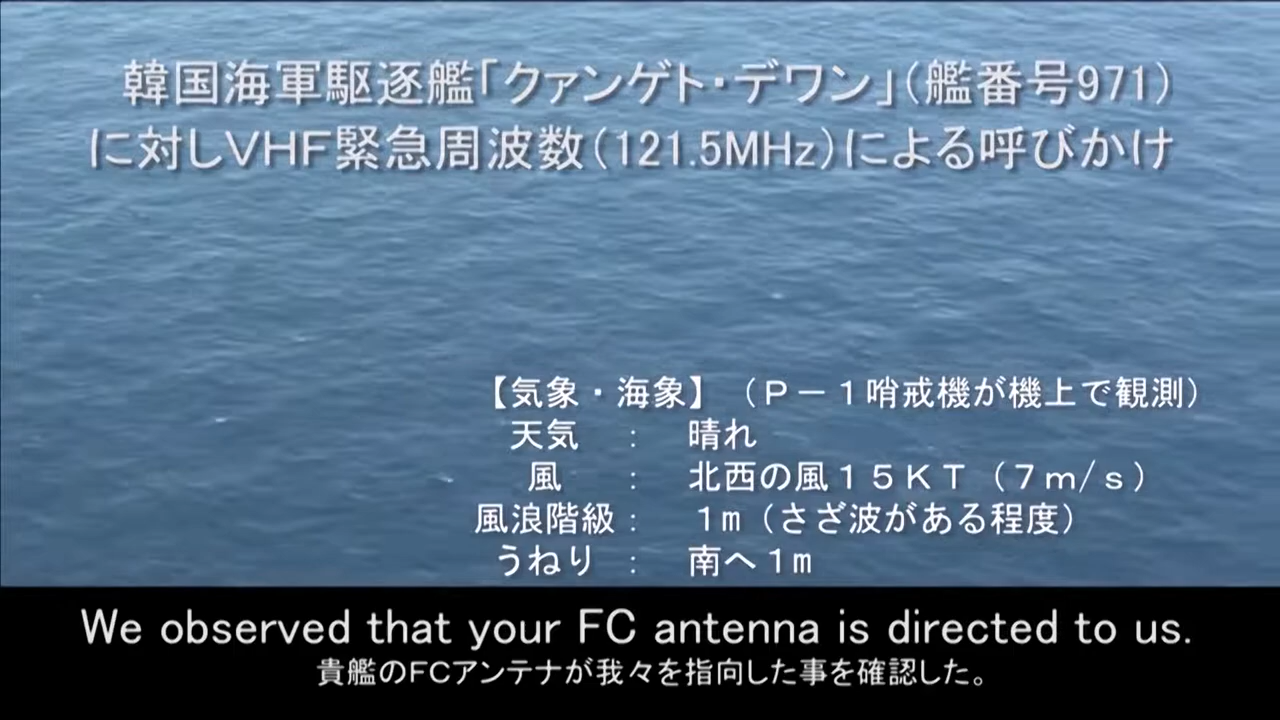 韓国海軍駆逐艦「クァンゲト・デワン」（艦番号971）
に対しＶＨＦ緊急周波数（121.5MHz）による呼びかけ
【気象・海象】（Ｐ－１哨戒機が機上で観測）
天気 ： 晴れ
風 ： 北西の風１５ＫＴ（７ｍ/ｓ）
風浪階級： １ｍ（さざ波がある程度）
うねり ： 南へ１ｍ
We observed that your FC antenna is directed to us.
貴艦のＦＣアンテナが我々を指向した事を確認した。